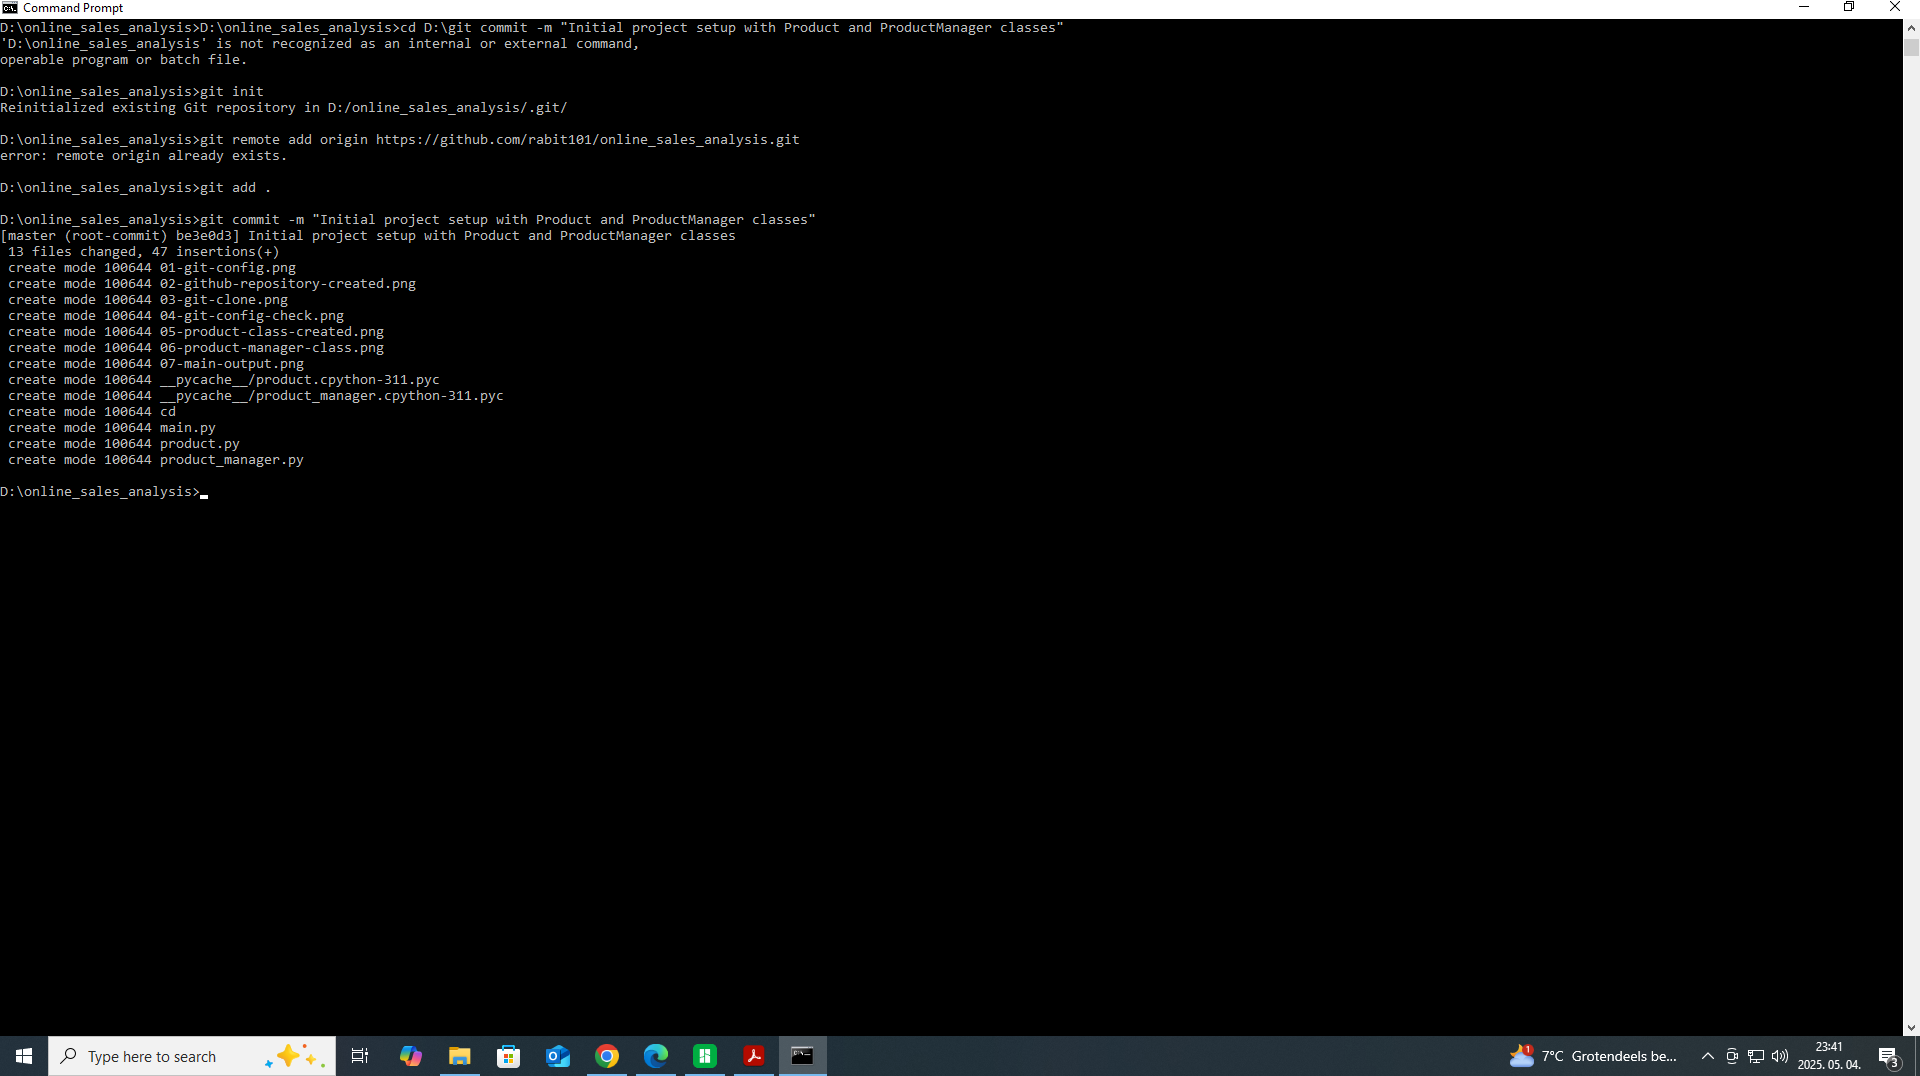 Command Prompt
D:\online_sales_analysis>D:\online_sales_analysis>cd D:\git commit -m "Initial project setup with Product and ProductManager classes"
'D:\online_sales_analysis' is not recognized as an internal or external command,
operable program or batch file.
D:\online_sales_analysis>git init
Reinitialized existing Git repository in D:/online_sales_analysis/.git/
D:\online_sales_analysis>git remote add origin https://github.com/rabit101/online_sales_analysis.git
error: remote origin already exists.
D:\online_sales_analysis>git add .
D:\online_sales_analysis>git commit -m "Initial project setup with Product and ProductManager classes"
[master (root-commit) be3e0d3] Initial project setup with Product and ProductManager classes
 13 files changed, 47 insertions(+)
 create mode 100644 01-git-config.png
 create mode 100644 02-github-repository-created.png
 create mode 100644 03-git-clone.png
 create mode 100644 04-git-config-check.png
 create mode 100644 05-product-class-created.png
 create mode 100644 06-product-manager-class.png
 create mode 100644 07-main-output.png
 create mode 100644 __pycache__/product.cpython-311.pyc
 create mode 100644 __pycache__/product_manager.cpython-311.pyc
 create mode 100644 cd
 create mode 100644 main.py
 create mode 100644 product.py
 create mode 100644 product_manager.py
D:\online_sales_analysis>
Type here to search
1
7°C Grotendeels be...
23:41
2025. 05. 04.
3